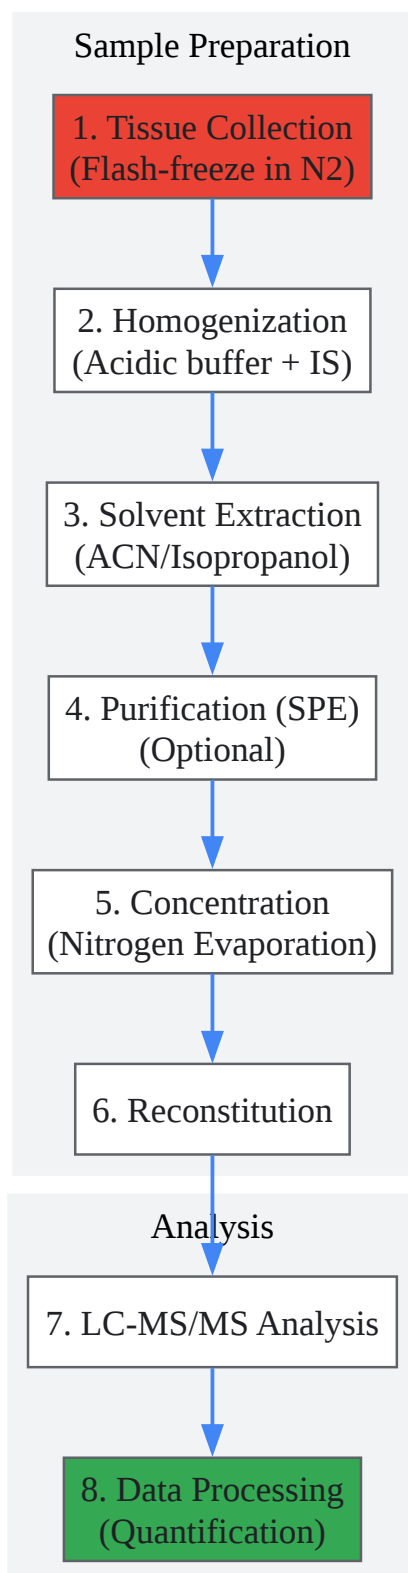 Sample Preparation
1. Tissue Collection
(Flash-freeze in N2)
2. Homogenization
(Acidic buffer + IS)
3. Solvent Extraction
(ACN/Isopropanol)
4. Purification (SPE)
(Optional)
5. Concentration
(Nitrogen Evaporation)
6. Reconstitution
Analysis
7. LC-MS/MS Analysis
8. Data Processing
(Quantification)